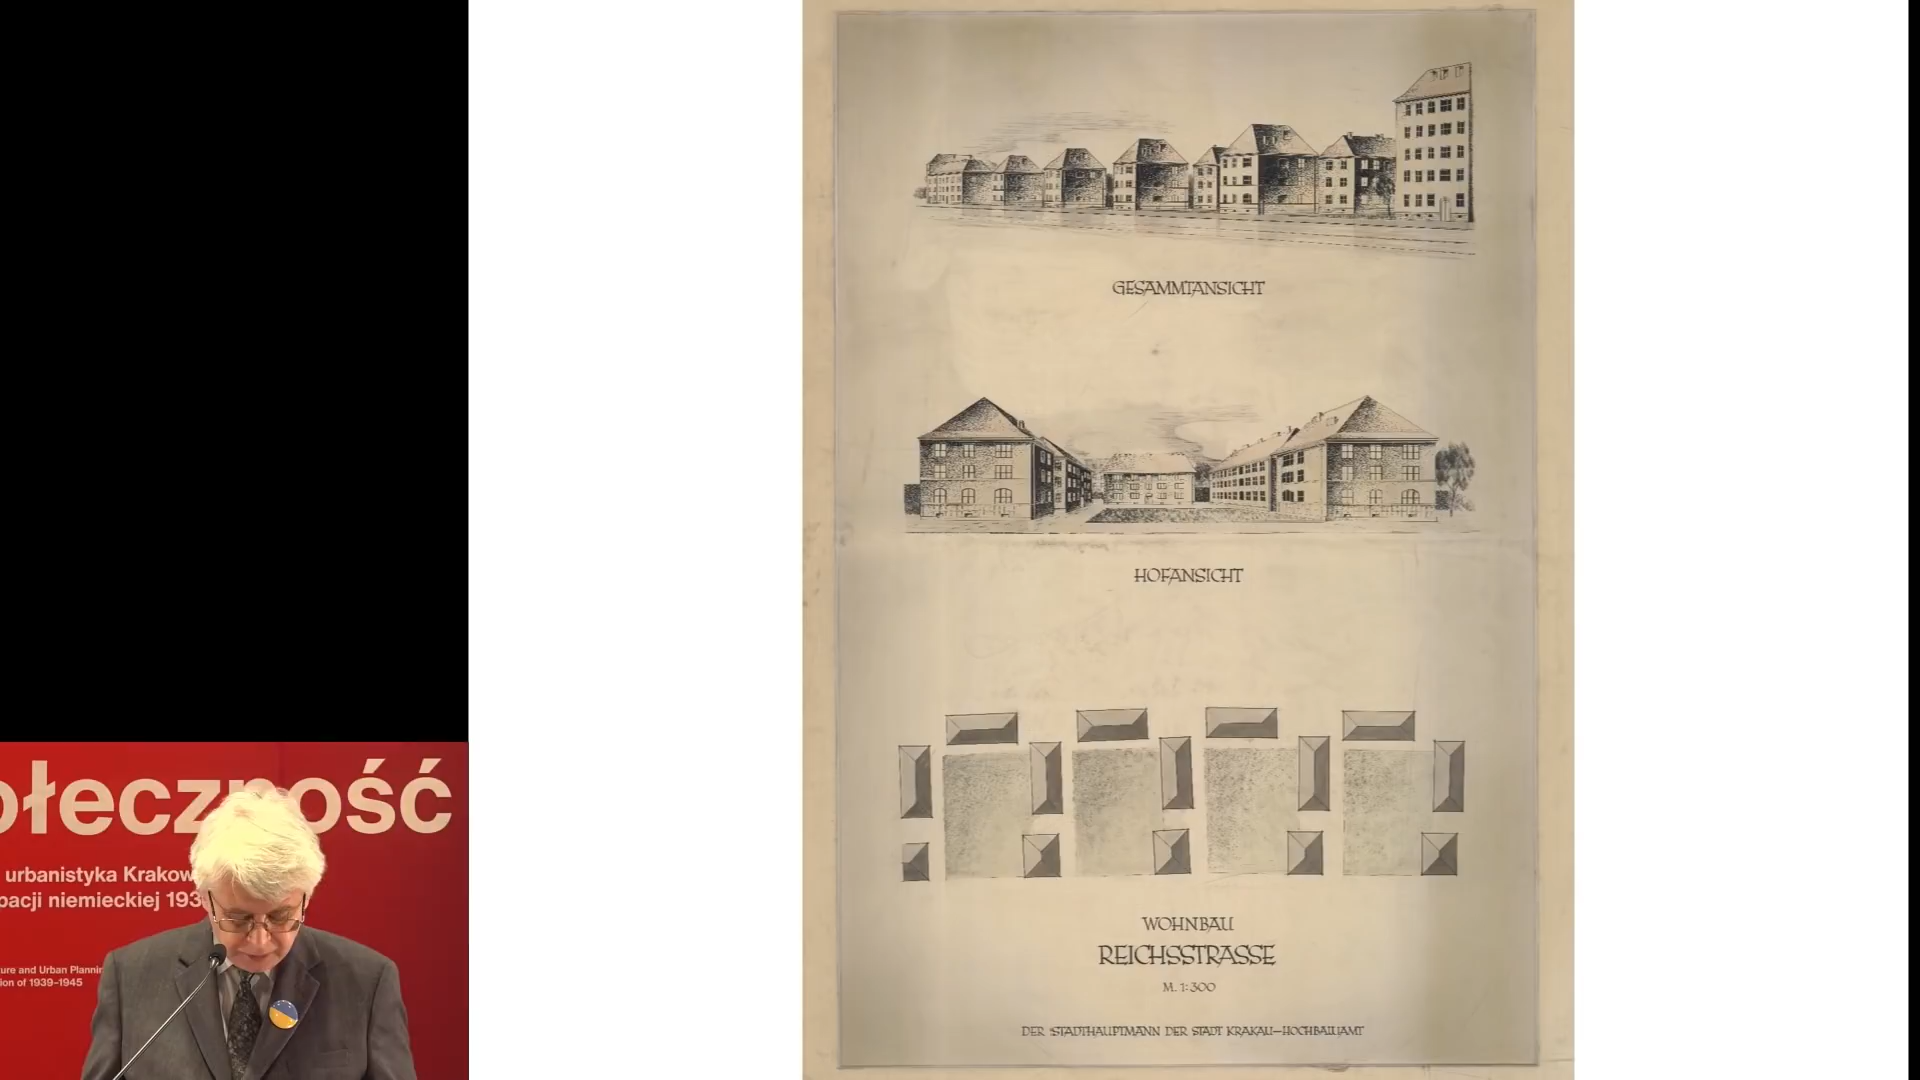 ołeczność
urbanistyka Krakow
pacji niemieckiej 193
ure and Urban Plannin
ion of 1939–1945
GESAMMTANSICHT
HOFANSICHT
WOHNBAU
REICHSSTRASSE
M. 1:300
DER STADTHAUPTMANN DER STADT KRAKAU–HOCHBAUAMT